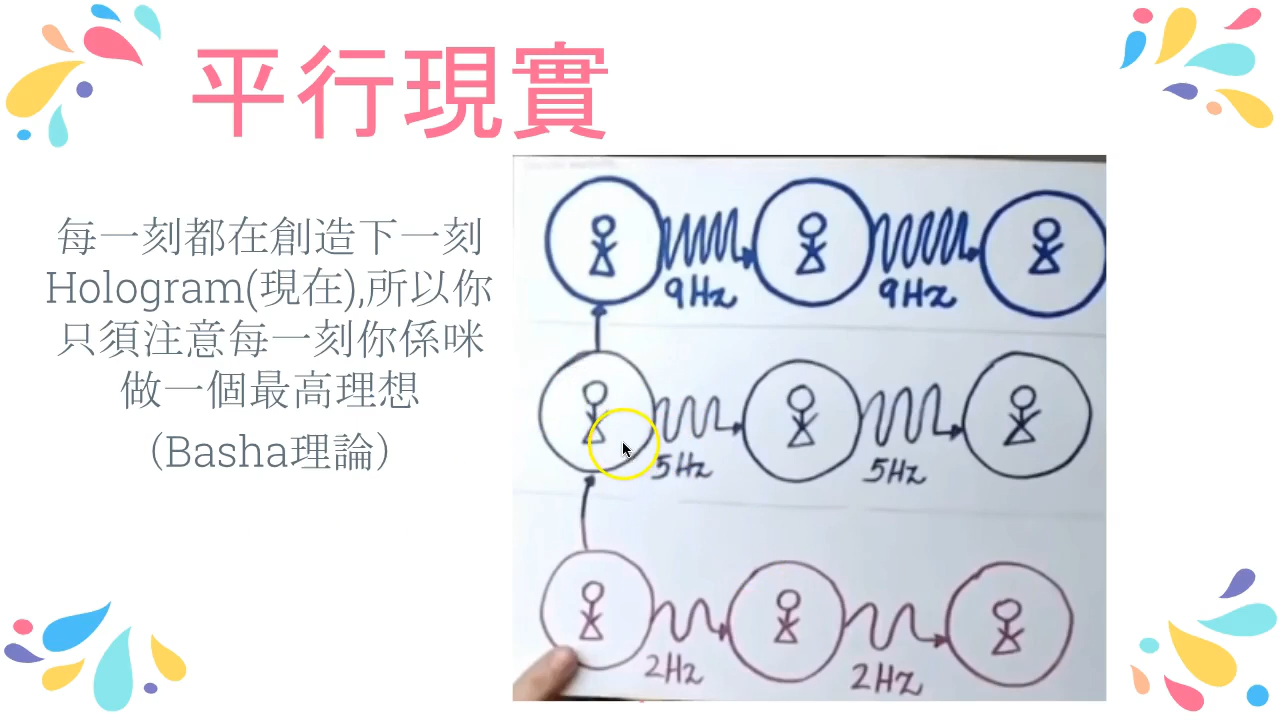 平行現實
每一刻都在創造下一刻
Hologram(現在),所以你
只須注意每一刻你係咪
做一個最高理想
（Basha理論）
9Hz 9Hz
5Hz 5Hz
2Hz 2Hz